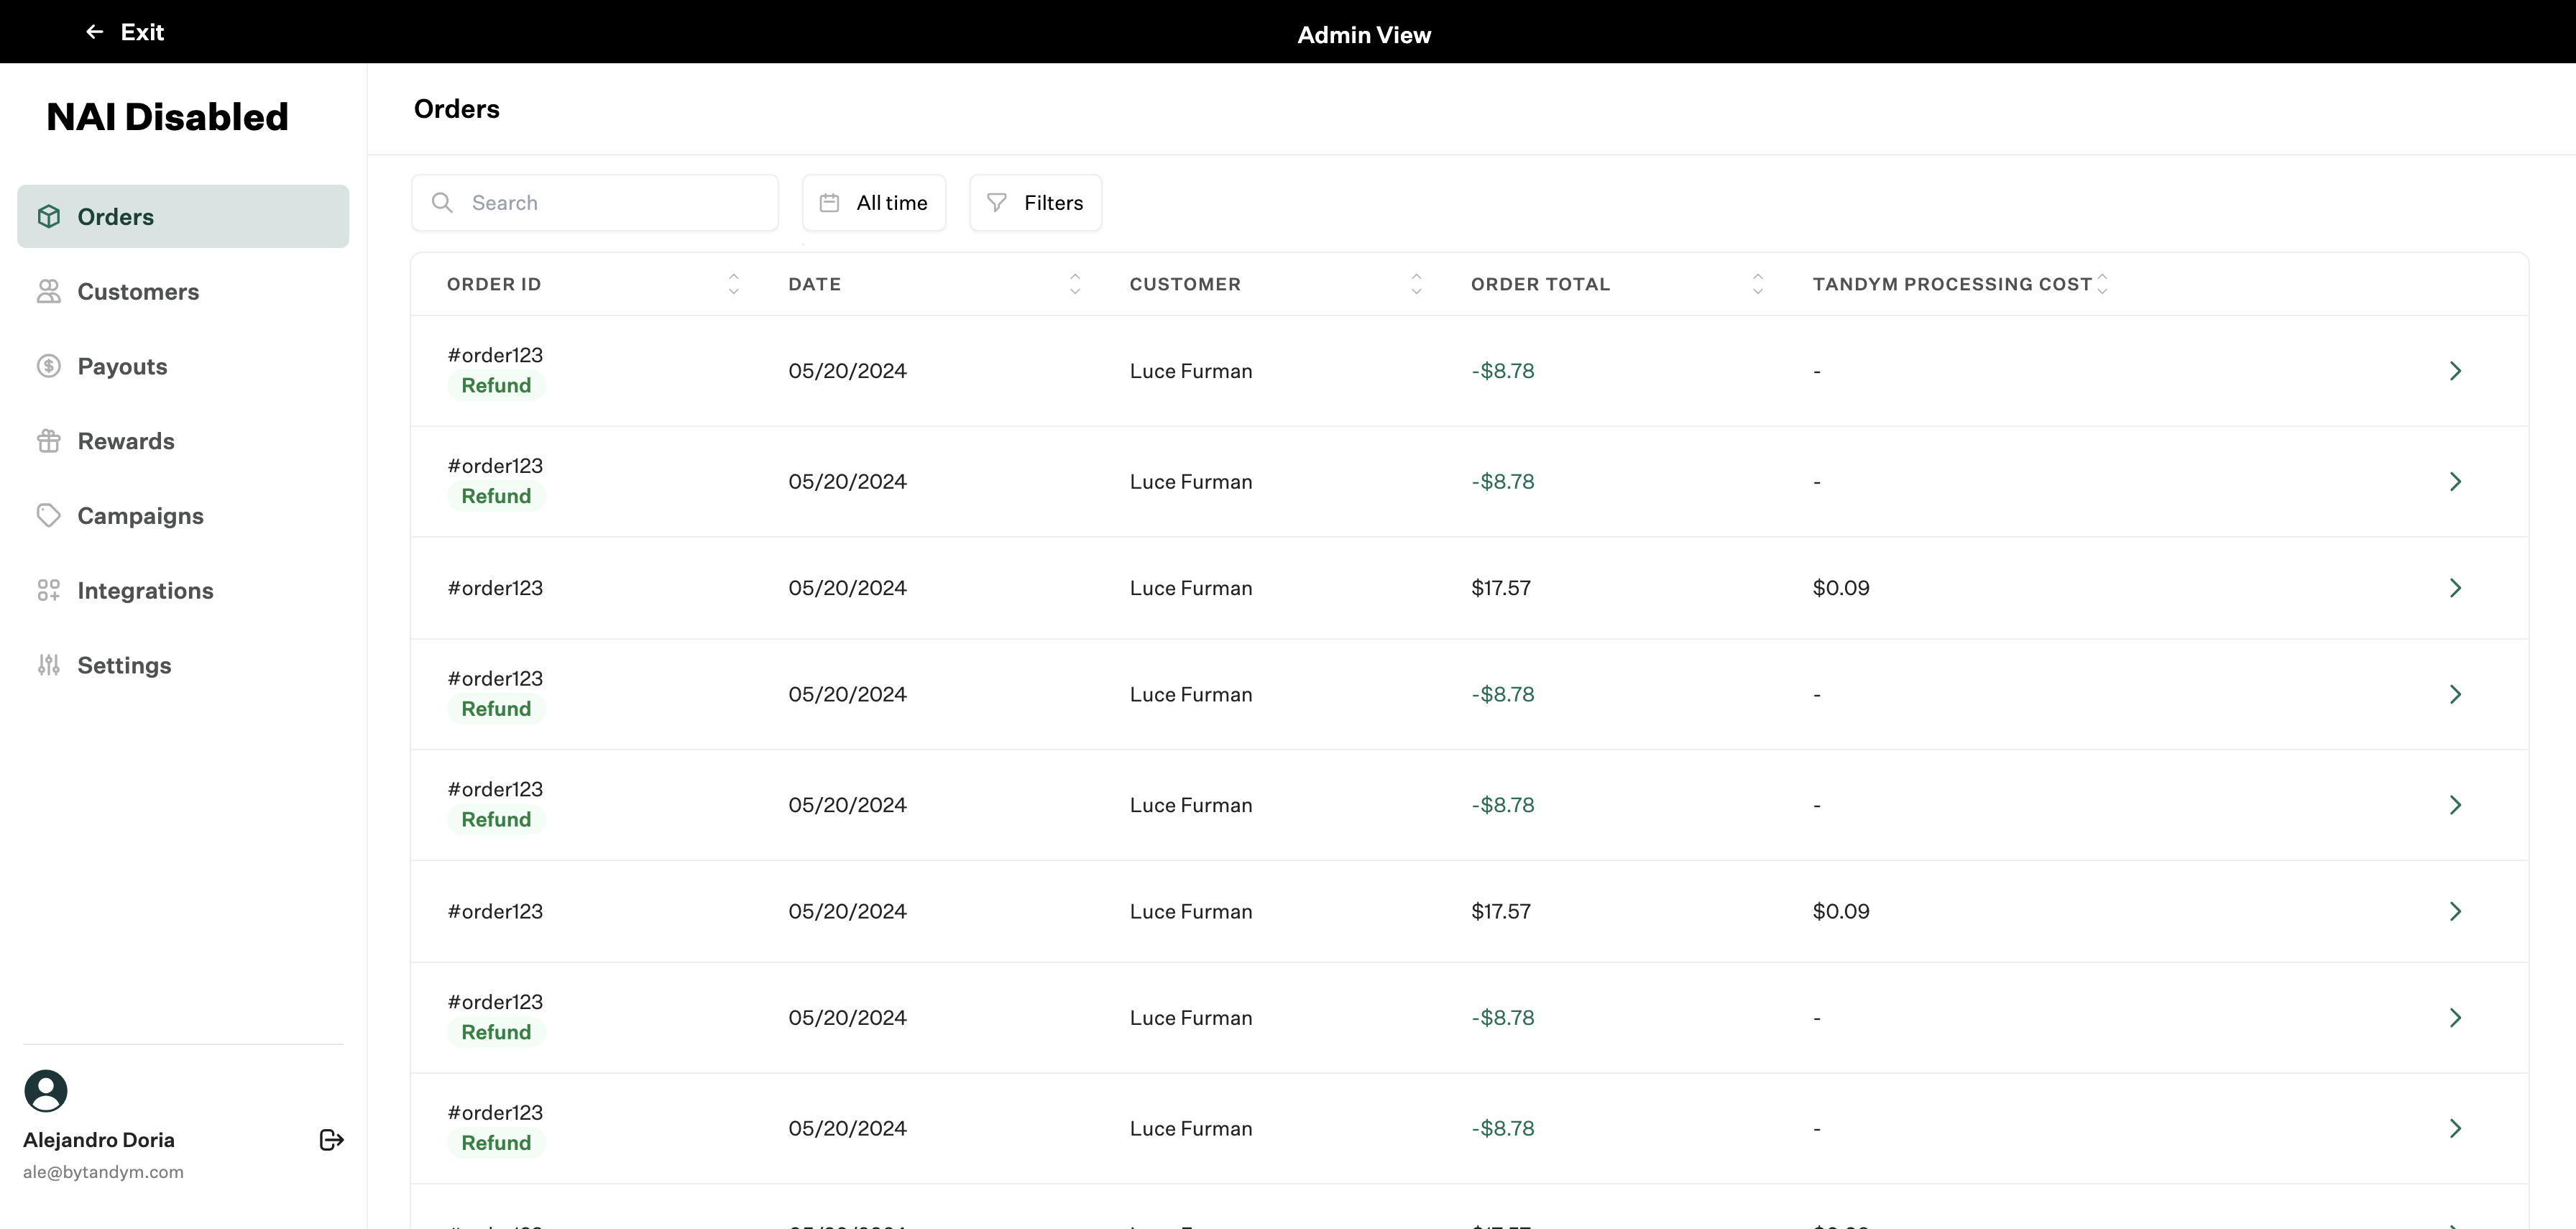 Exit
Admin View
NAI Disabled
Orders
Customers
Payouts
Rewards
Campaigns
Integrations
Settings
Alejandro Doria
ale@bytandym.com
Orders
Search
All time
Filters
ORDER ID DATE CUSTOMER ORDER TOTAL TANDYM PROCESSING COST
#order123
Refund
05/20/2024 Luce Furman -$8.78 -
#order123
Refund
05/20/2024 Luce Furman -$8.78 -
#order123 05/20/2024 Luce Furman $17.57 $0.09
#order123
Refund
05/20/2024 Luce Furman -$8.78 -
#order123
Refund
05/20/2024 Luce Furman -$8.78 -
#order123 05/20/2024 Luce Furman $17.57 $0.09
#order123
Refund
05/20/2024 Luce Furman -$8.78 -
#order123
Refund
05/20/2024 Luce Furman -$8.78 -